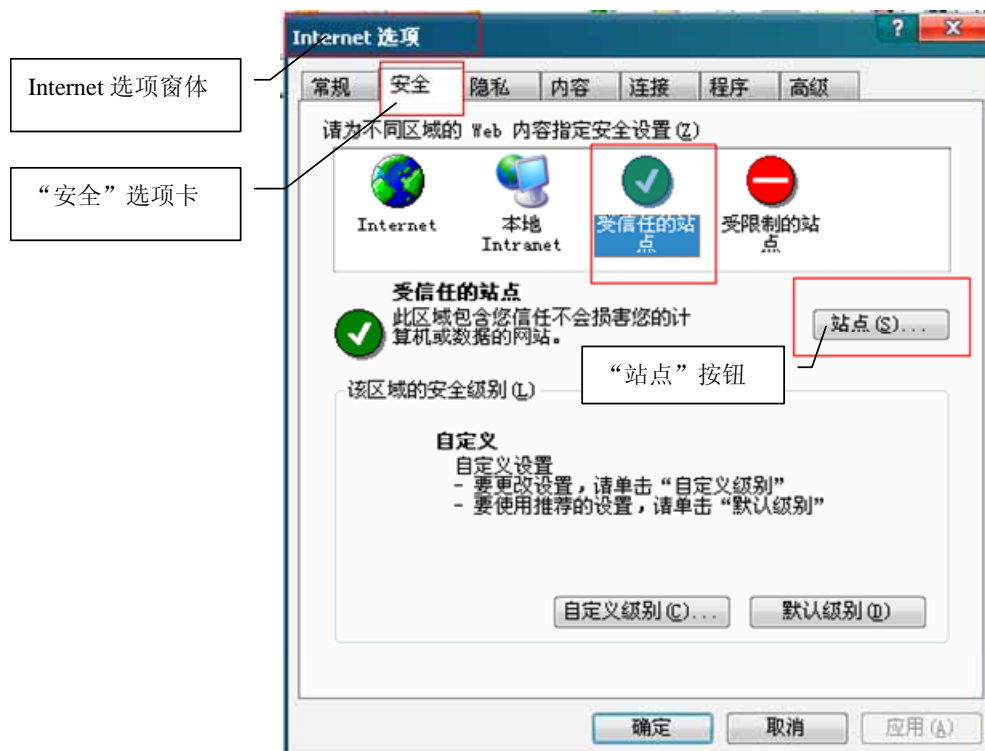 Internet 选项
Internet 选项窗体
常规 安全 隐私 内容 连接 程序 高级
“安全”选项卡
请为不同区域的 Web 内容指定安全设置(Z)
Internet
本地
Intranet
受信任的站
点
受限制的站
点
受信任的站点
此区域包含您信任不会损害您的计
算机或数据的网站。
站点(S)...
“站点”按钮
该区域的安全级别(L)
自定义
自定义设置
- 要更改设置，请单击“自定义级别”
- 要使用推荐的设置，请单击“默认级别”
自定义级别(C)... 默认级别(D)
确定 取消 应用(A)